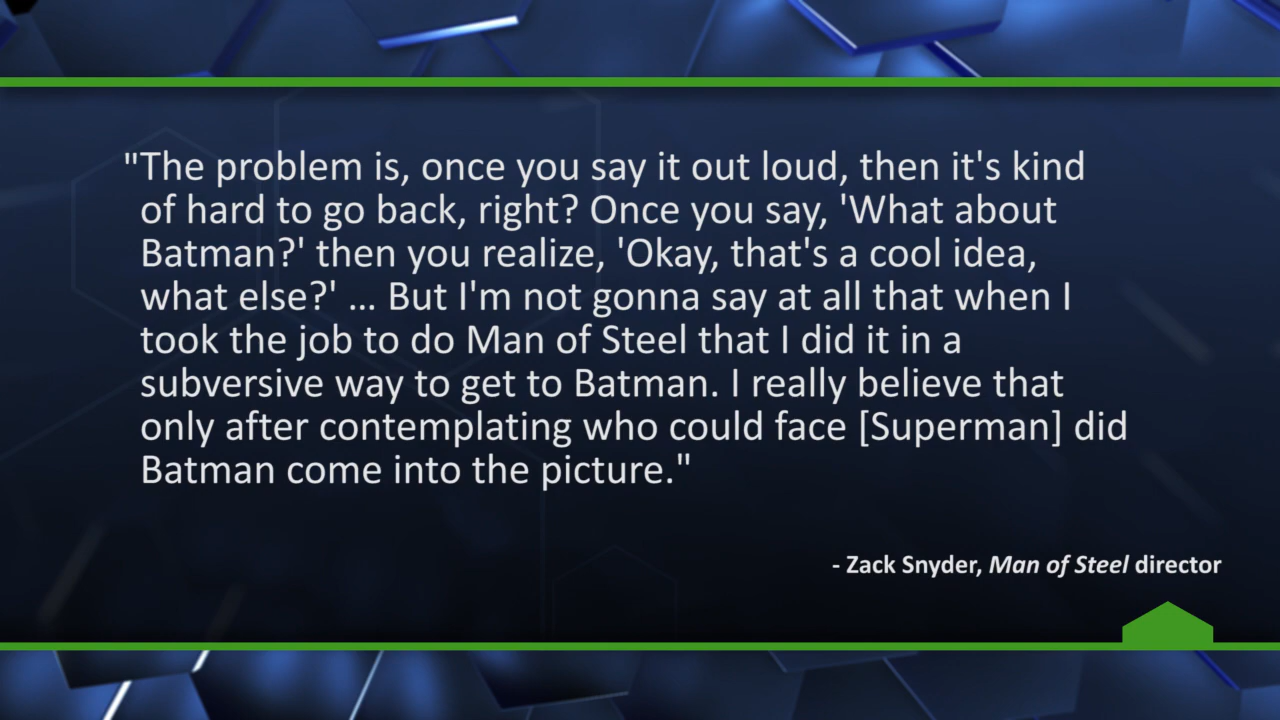 "The problem is, once you say it out loud, then it's kind
of hard to go back, right? Once you say, 'What about
Batman?' then you realize, 'Okay, that's a cool idea,
what else?' ... But I'm not gonna say at all that when I
took the job to do Man of Steel that I did it in a
subversive way to get to Batman. I really believe that
only after contemplating who could face [Superman] did
Batman come into the picture."
- Zack Snyder, Man of Steel director